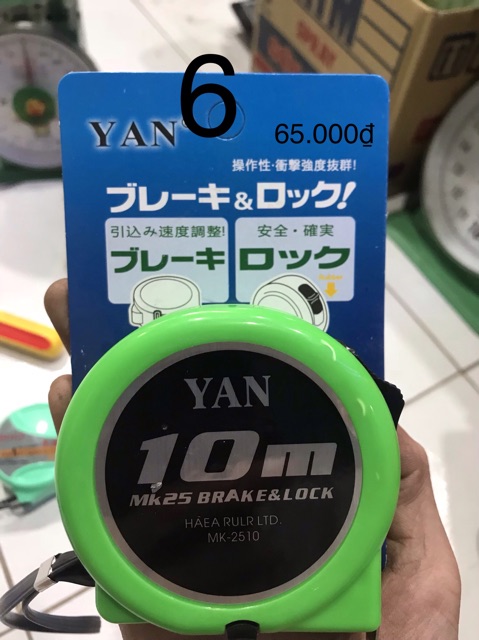 6
YAN
65.000₫
操作性・衝撃強度抜群!
ブレーキ&ロック!
引込み速度調整!
ブレーキ
安全・確実
ロック
YAN
10m
MK25 BRAKE&LOCK
HÁEA RULR LTD.
MK-2510